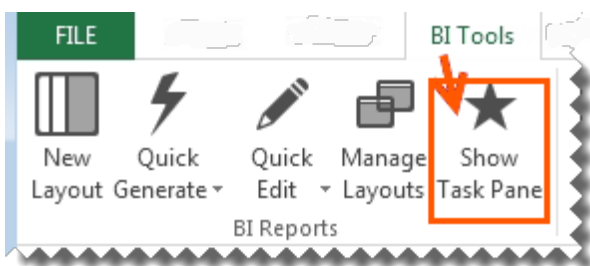 FILE BI Tools
New Quick Quick Manage Show
Layout Generate Edit Layouts Task Pane
BI Reports